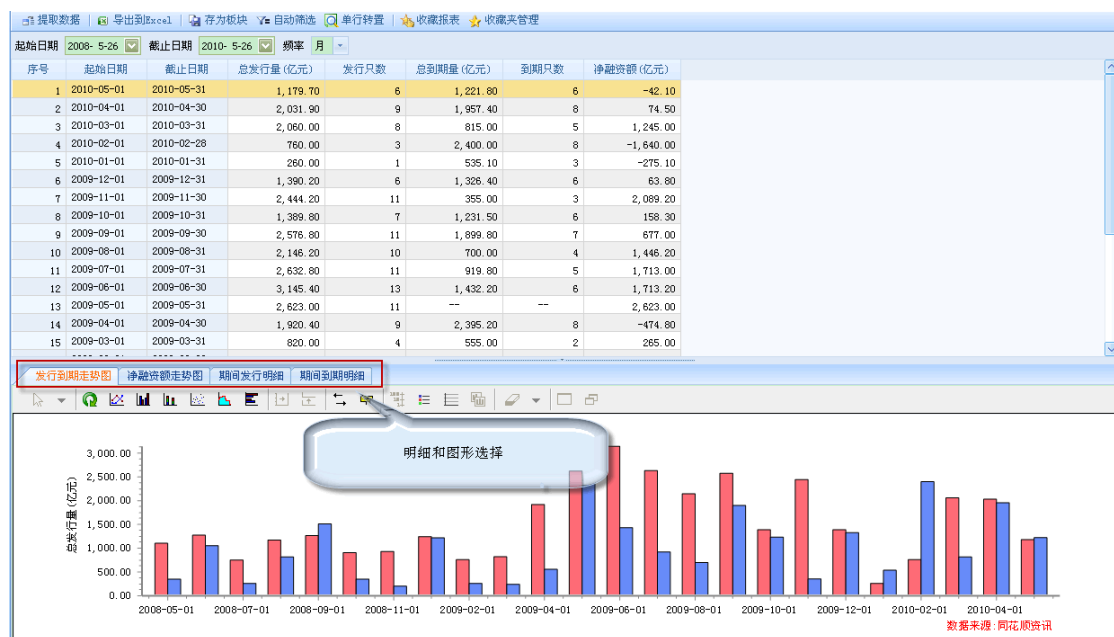 提取数据 导出到Excel 存为板块 自动筛选 单行转置 收藏报表 收藏夹管理
起始日期 2008- 5-26 截止日期 2010- 5-26 频率 月
序号 起始日期 截止日期 总发行量(亿元) 发行只数 总到期量(亿元) 到期只数 净融资额(亿元)
1 2010-05-01 2010-05-31 1,179.70 6 1,221.80 6 -42.10
2 2010-04-01 2010-04-30 2,031.90 9 1,957.40 8 74.50
3 2010-03-01 2010-03-31 2,060.00 8 815.00 5 1,245.00
4 2010-02-01 2010-02-28 760.00 3 2,400.00 8 -1,640.00
5 2010-01-01 2010-01-31 260.00 1 535.10 3 -275.10
6 2009-12-01 2009-12-31 1,390.20 6 1,326.40 6 63.80
7 2009-11-01 2009-11-30 2,444.20 11 355.00 3 2,089.20
8 2009-10-01 2009-10-31 1,389.80 7 1,231.50 6 158.30
9 2009-09-01 2009-09-30 2,576.80 11 1,899.80 7 677.00
10 2009-08-01 2009-08-31 2,146.20 10 700.00 4 1,446.20
11 2009-07-01 2009-07-31 2,632.80 11 919.80 5 1,713.00
12 2009-06-01 2009-06-30 3,145.40 13 1,432.20 6 1,713.20
13 2009-05-01 2009-05-31 2,623.00 11 -- -- 2,623.00
14 2009-04-01 2009-04-30 1,920.40 9 2,395.20 8 -474.80
15 2009-03-01 2009-03-31 820.00 4 555.00 2 265.00
发行到期走势图 净融资额走势图 期间发行明细 期间到期明细
明细和图形选择
总发行量(亿元)
3,000.00
2,500.00
2,000.00
1,500.00
1,000.00
500.00
0.00
2008-05-01 2008-07-01 2008-09-01 2008-11-01 2009-02-01 2009-04-01 2009-06-01 2009-08-01 2009-10-01 2009-12-01 2010-02-01 2010-04-01
数据来源:同花顺资讯